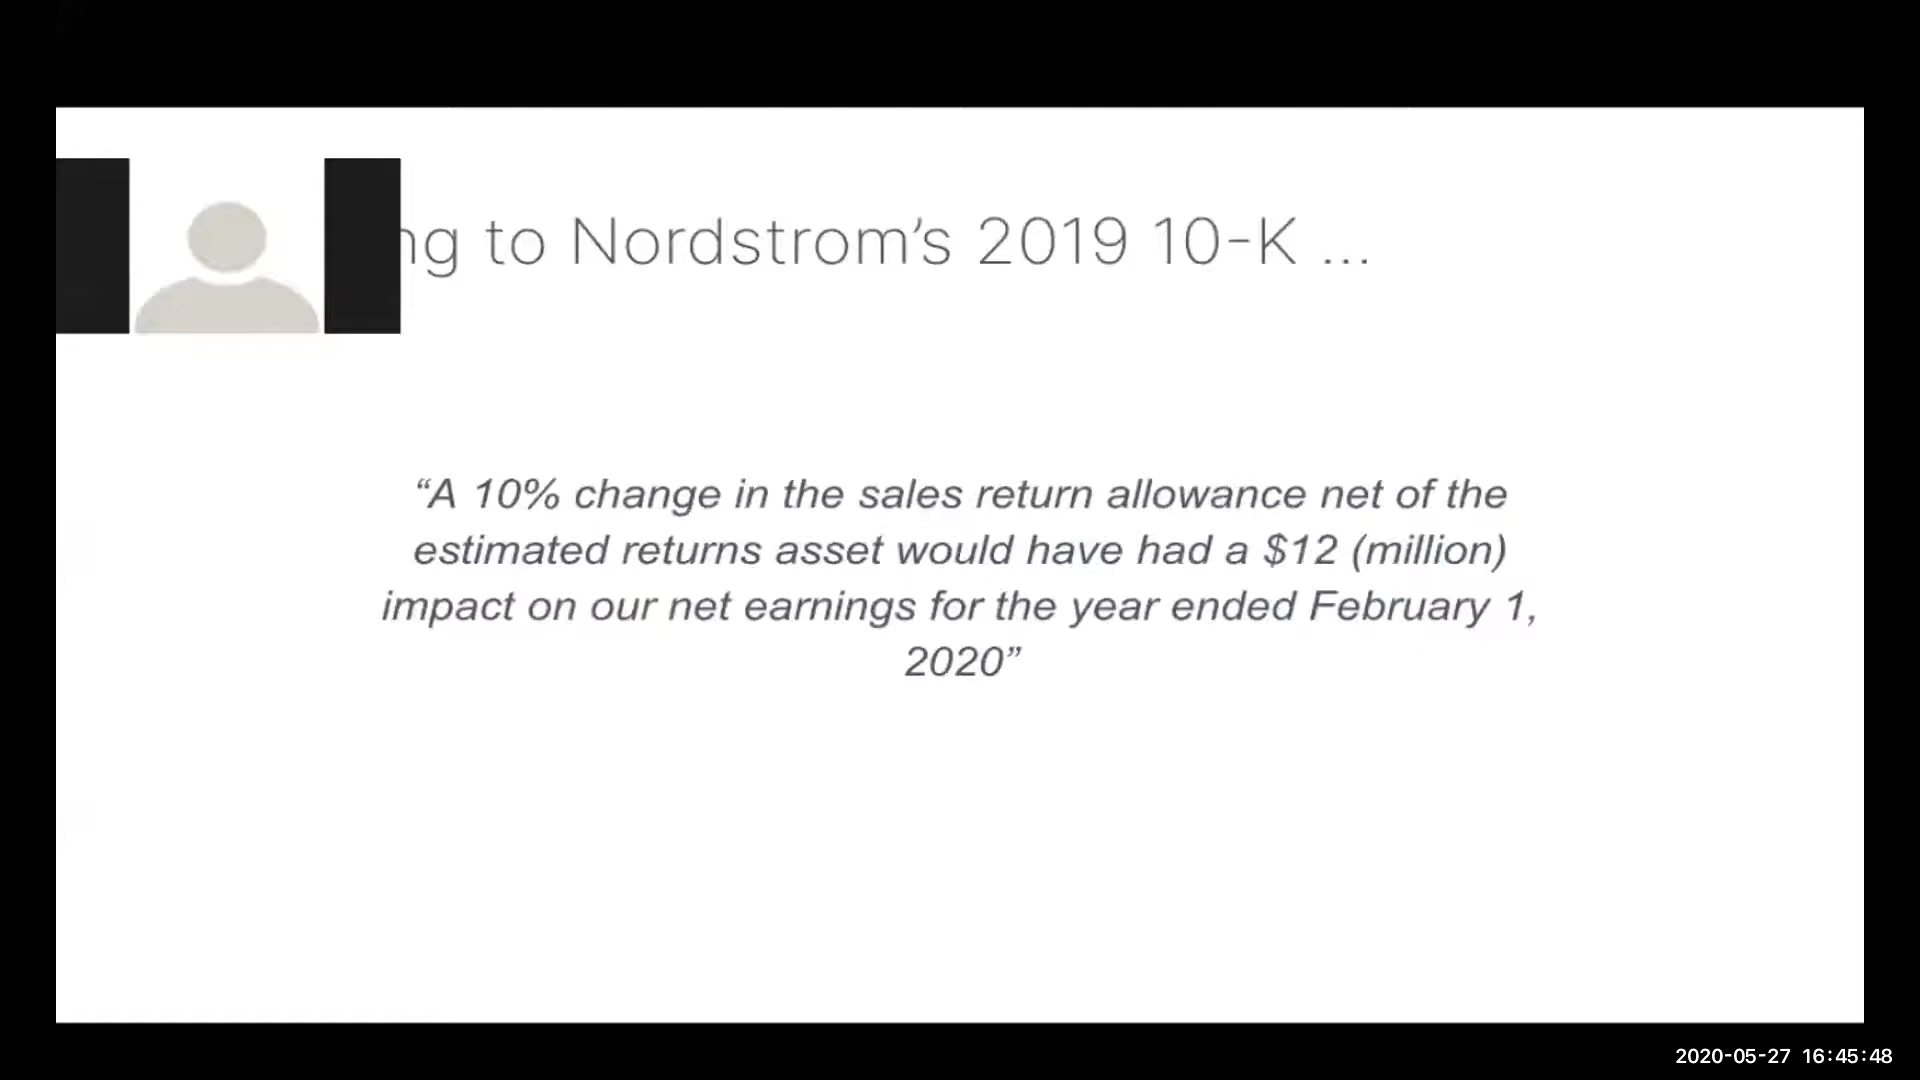 to Nordstrom’s 2019 10-K ...
“A 10% change in the sales return allowance net of the
estimated returns asset would have had a $12 (million)
impact on our net earnings for the year ended February 1,
2020”
2020-05-27 16:45:48